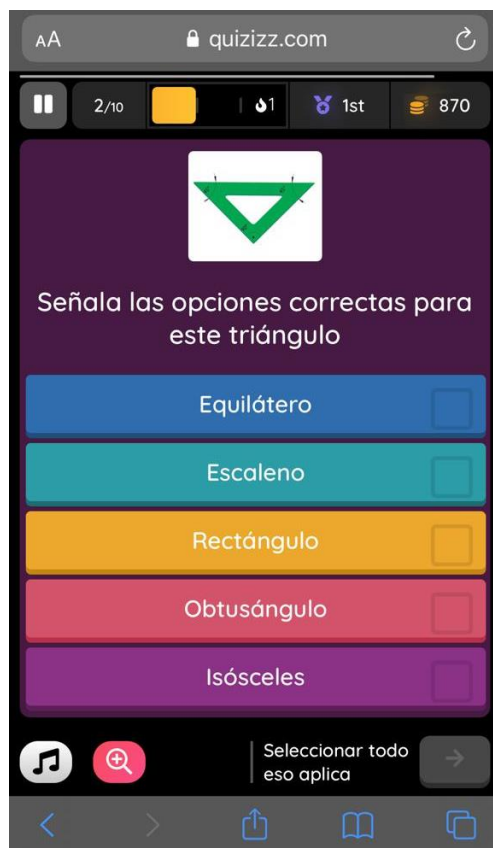 AA quizizz.com
2/10 1 1st 870
Señala las opciones correctas para
este triángulo
Equilátero
Escaleno
Rectángulo
Obtusángulo
Isósceles
Seleccionar todo
eso aplica